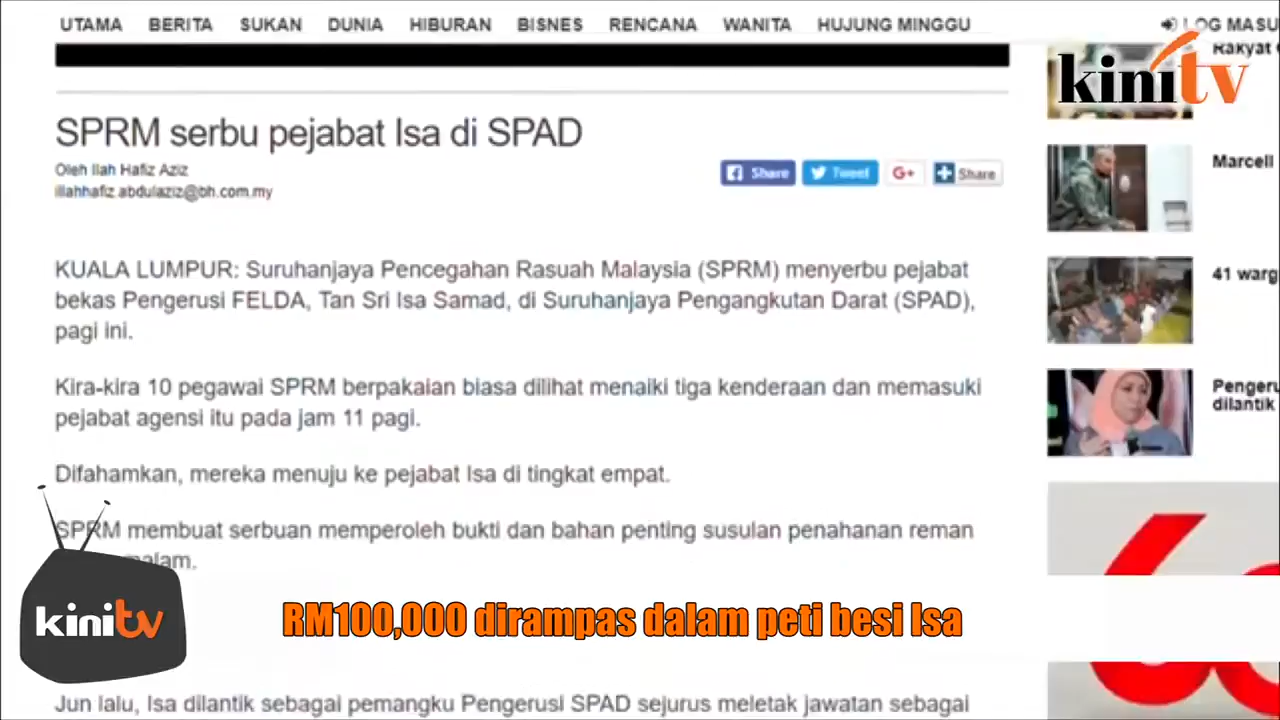 UTAMA BERITA SUKAN DUNIA HIBURAN BISNES RENCANA WANITA HUJUNG MINGGU LOG MASU
Rakyat
kinitv
SPRM serbu pejabat Isa di SPAD
Oleh Ilah Hafiz Aziz
illahhafiz.abdulaziz@bh.com.my
Share Tweet G+ Share
Marcell
KUALA LUMPUR: Suruhanjaya Pencegahan Rasuah Malaysia (SPRM) menyerbu pejabat
bekas Pengerusi FELDA, Tan Sri Isa Samad, di Suruhanjaya Pengangkutan Darat (SPAD),
pagi ini.
41 warg
Kira-kira 10 pegawai SPRM berpakaian biasa dilihat menaiki tiga kenderaan dan memasuki
pejabat agensi itu pada jam 11 pagi.
Pengeru
dilantik
Difahamkan, mereka menuju ke pejabat Isa di tingkat empat.
SPRM membuat serbuan memperoleh bukti dan bahan penting susulan penahanan reman
malam.
kinitv
RM100,000 dirampas dalam peti besi Isa
Jun lalu, Isa dilantik sebagai pemangku Pengerusi SPAD sejurus meletak jawatan sebagai